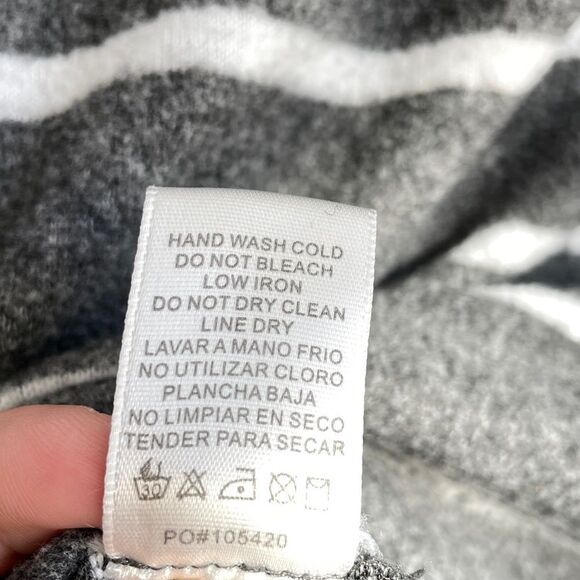 HAND WASH COLD
DO NOT BLEACH
LOW IRON
DO NOT DRY CLEAN
LINE DRY
LAVAR A MANO FRIO
NO UTILIZAR CLORO
PLANCHA BAJA
NO LIMPIAR EN SECO
TENDER PARA SECAR
30
PO#105420